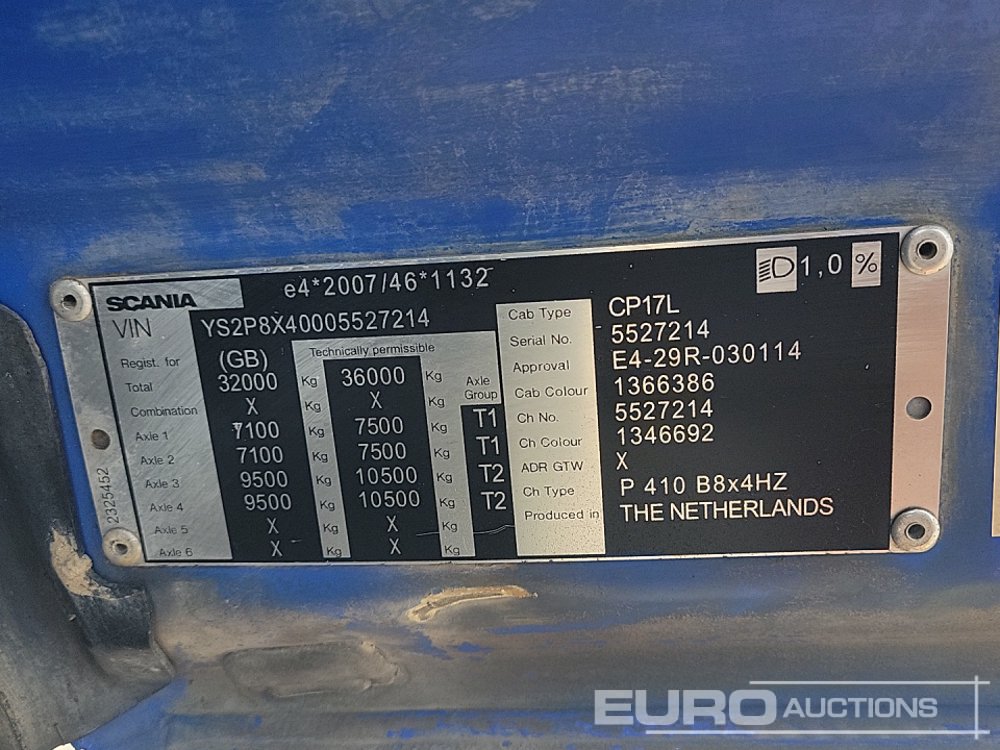 SCANIA e4*2007/46*1132 1,0 %
VIN YS2P8X40005527214
Regist. for (GB) Technically permissible
Total 32000 Kg 36000 Kg Axle Group
Combination X Kg X Kg
Axle 1 7100 Kg 7500 Kg T1
Axle 2 7100 Kg 7500 Kg T1
Axle 3 9500 Kg 10500 Kg T2
Axle 4 9500 Kg 10500 Kg T2
Axle 5 X Kg X Kg
Axle 6 X Kg X Kg
2325452
Cab Type CP17L
Serial No. 5527214
Approval E4-29R-030114
Cab Colour 1366386
Ch No. 5527214
Ch Colour 1346692
ADR GTW X
Ch Type P 410 B8x4HZ
Produced in THE NETHERLANDS
EURO AUCTIONS